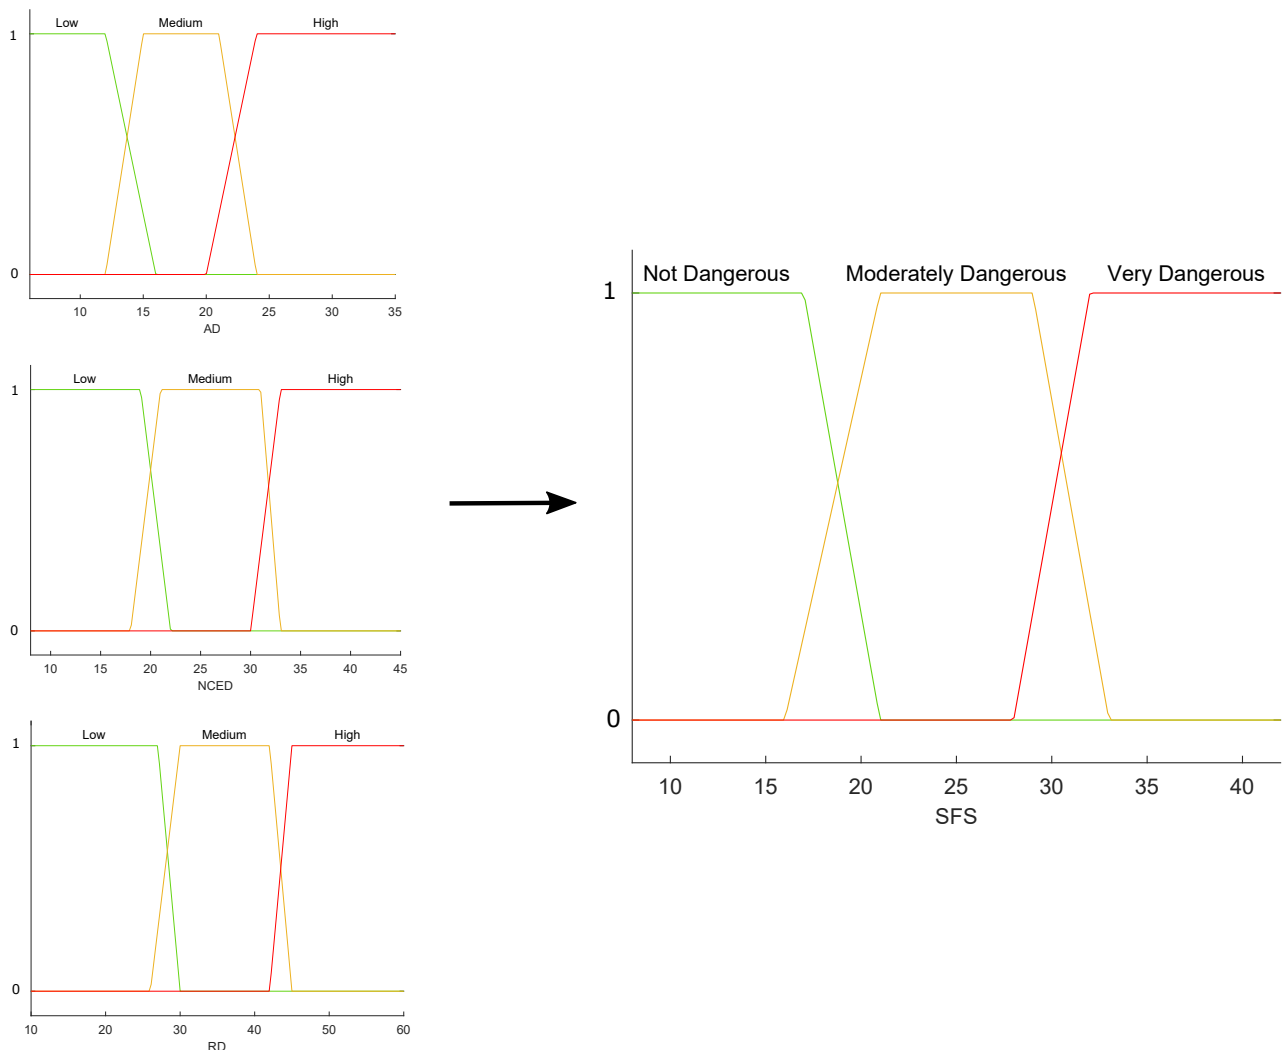 Low Medium High
1
0
10 15 20 25 30 35
AD
Low Medium High
1
0
10 15 20 25 30 35 40 45
NCED
Low Medium High
1
0
10 20 30 40 50 60
RD
Not Dangerous Moderately Dangerous Very Dangerous
1
0
10 15 20 25 30 35 40
SFS